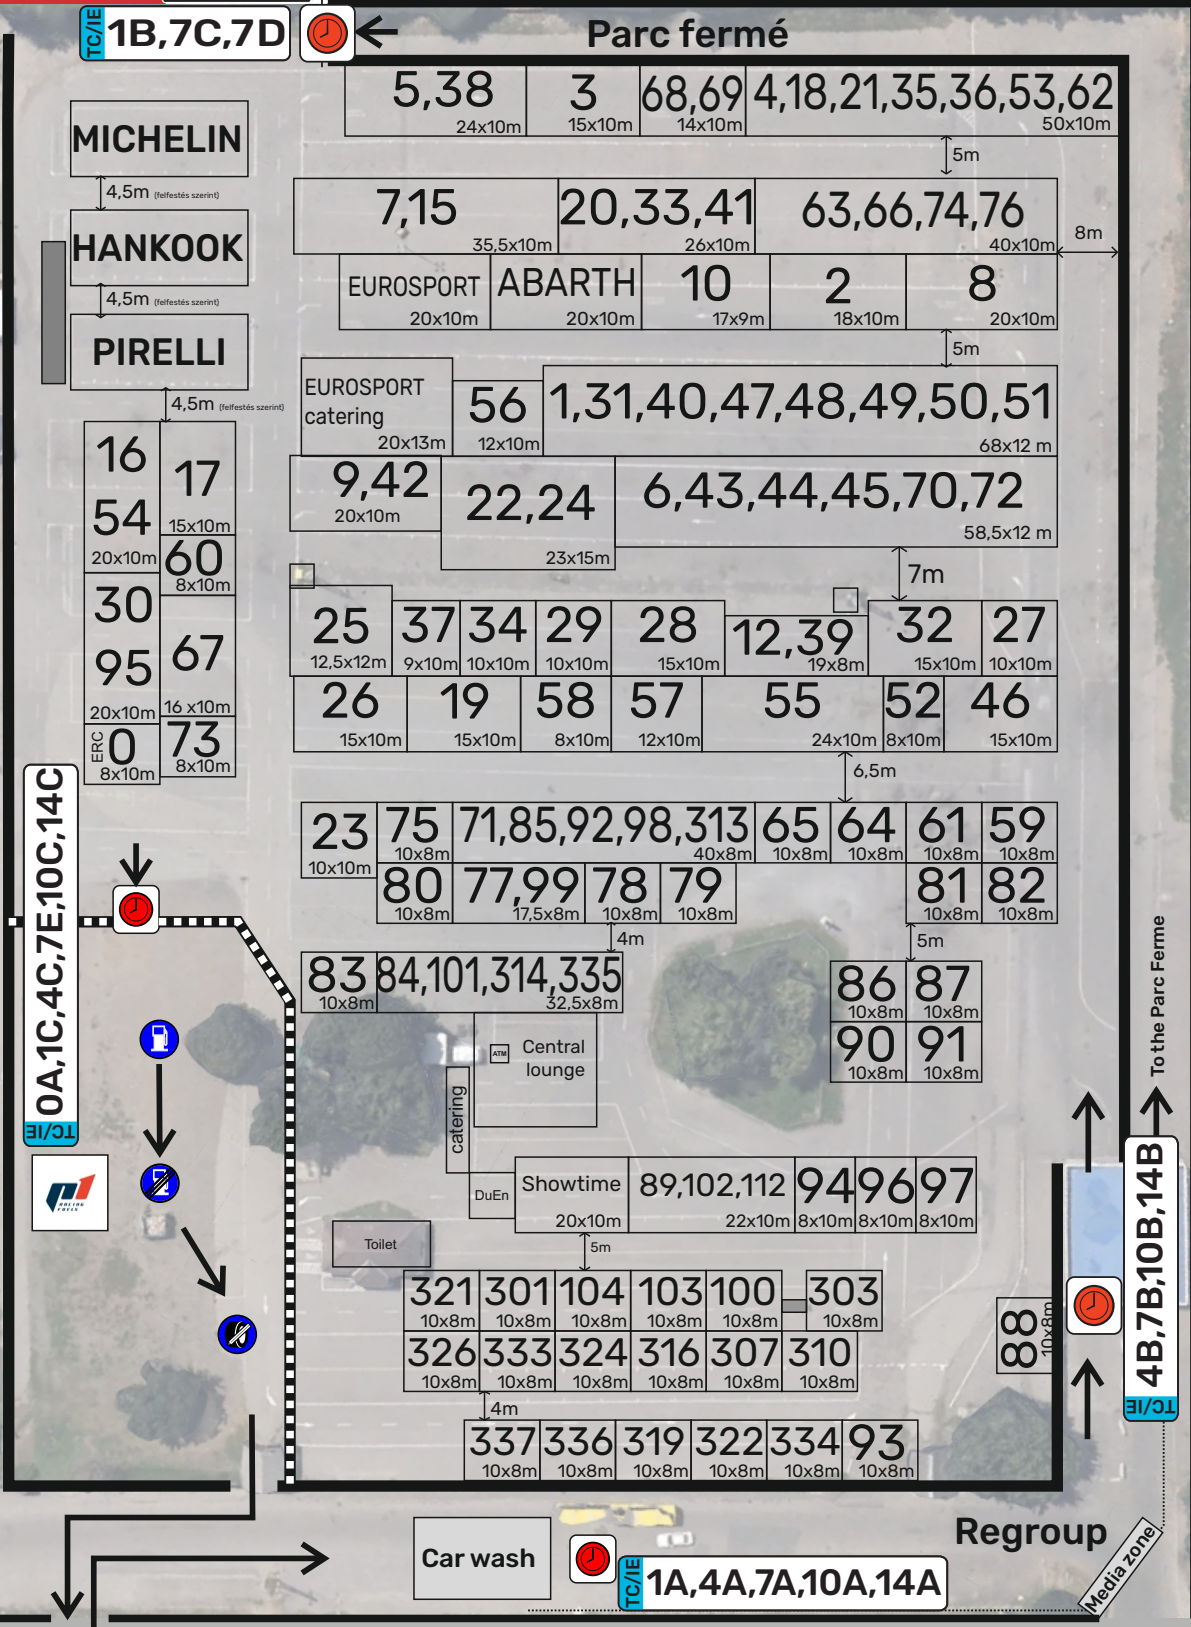 TC/IE 1B,7C,7D
Parc fermé
5,38
24x10m
3
15x10m
68,69
14x10m
4,18,21,35,36,53,62
50x10m
5m
MICHELIN
4,5m (felfestés szerint)
HANKOOK
4,5m (felfestés szerint)
PIRELLI
4,5m (felfestés szerint)
7,15
35,5x10m
20,33,41
26x10m
63,66,74,76
40x10m
8m
EUROSPORT
20x10m
ABARTH
20x10m
10
17x9m
2
18x10m
8
20x10m
5m
EUROSPORT
catering
20x13m
56
12x10m
1,31,40,47,48,49,50,51
68x12 m
9,42
20x10m
22,24
23x15m
6,43,44,45,70,72
58,5x12 m
7m
16
54
20x10m
17
15x10m
60
8x10m
30
95
20x10m
67
16 x10m
ERC 0
8x10m
73
8x10m
25
12,5x12m
37
9x10m
34
10x10m
29
10x10m
28
15x10m
12,39
19x8m
32
15x10m
27
10x10m
26
15x10m
19
15x10m
58
8x10m
57
12x10m
55
24x10m
52
8x10m
46
15x10m
6,5m
23
10x10m
75
10x8m
71,85,92,98,313
40x8m
65
10x8m
64
10x8m
61
10x8m
59
10x8m
80
10x8m
77,99
17,5x8m
78
10x8m
79
10x8m
81
10x8m
82
10x8m
4m
5m
83
10x8m
84,101,314,335
32,5x8m
86
10x8m
87
10x8m
90
10x8m
91
10x8m
TC/IE 0A,1C,4C,7E,10C,14C
P1
RACING
FUELS
ATM
Central
lounge
catering
DuEn
Showtime
20x10m
89,102,112
22x10m
94
8x10m
96
8x10m
97
8x10m
Toilet
5m
321
10x8m
301
10x8m
104
10x8m
103
10x8m
100
10x8m
303
10x8m
326
10x8m
333
10x8m
324
10x8m
316
10x8m
307
10x8m
310
10x8m
4m
337
10x8m
336
10x8m
319
10x8m
322
10x8m
334
10x8m
93
10x8m
88
10x8m
To the Parc Ferme
TC/IE 4B,7B,10B,14B
Car wash
TC/IE 1A,4A,7A,10A,14A
Regroup
Media zone